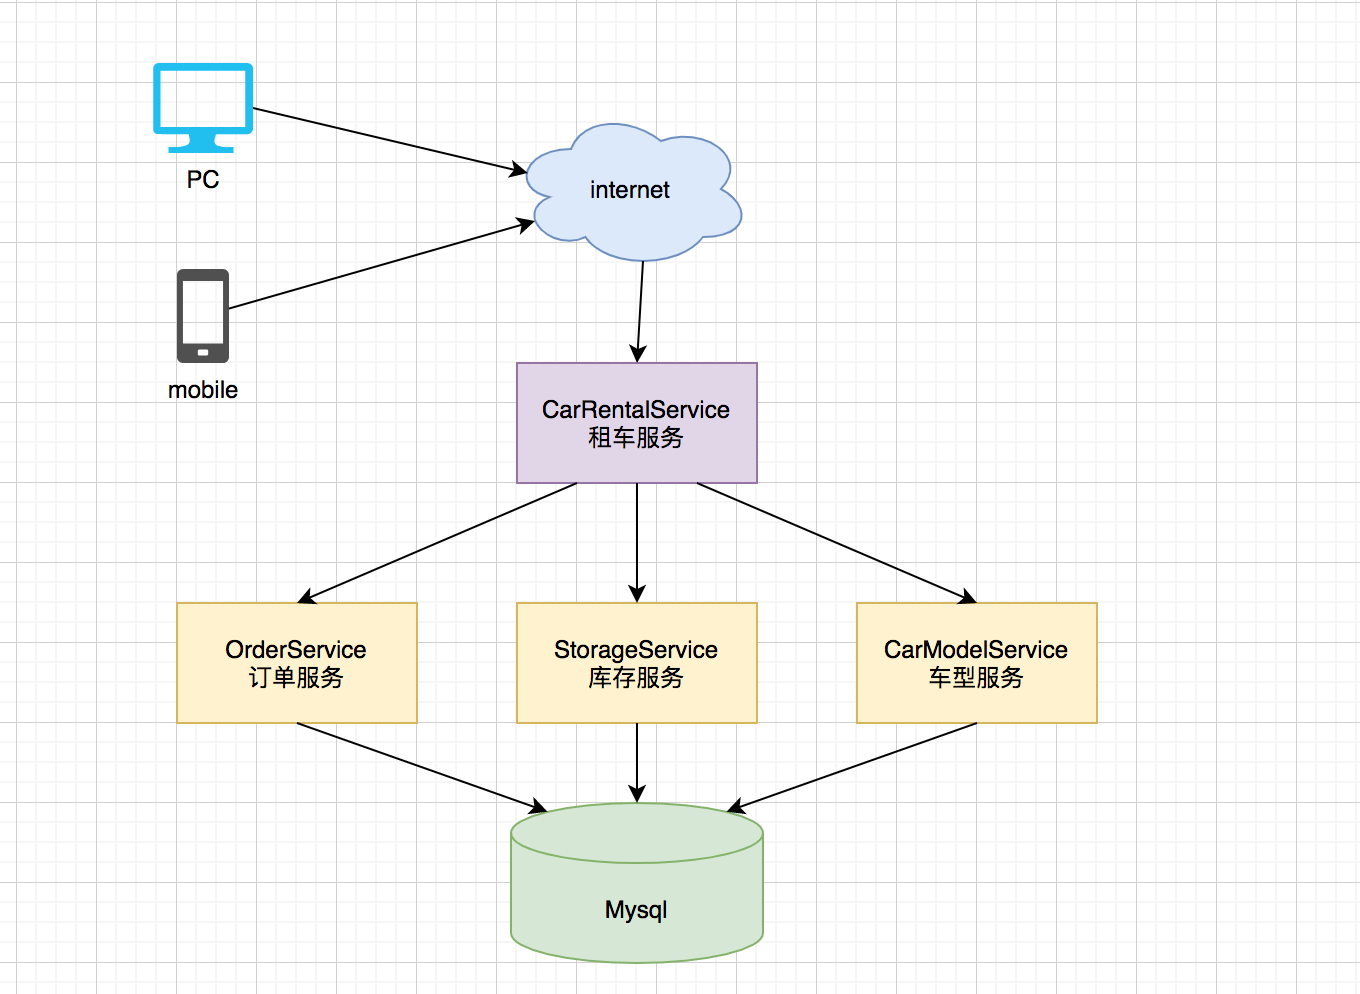 PC
internet
mobile
CarRentalService
租车服务
OrderService
订单服务
StorageService
库存服务
CarModelService
车型服务
Mysql